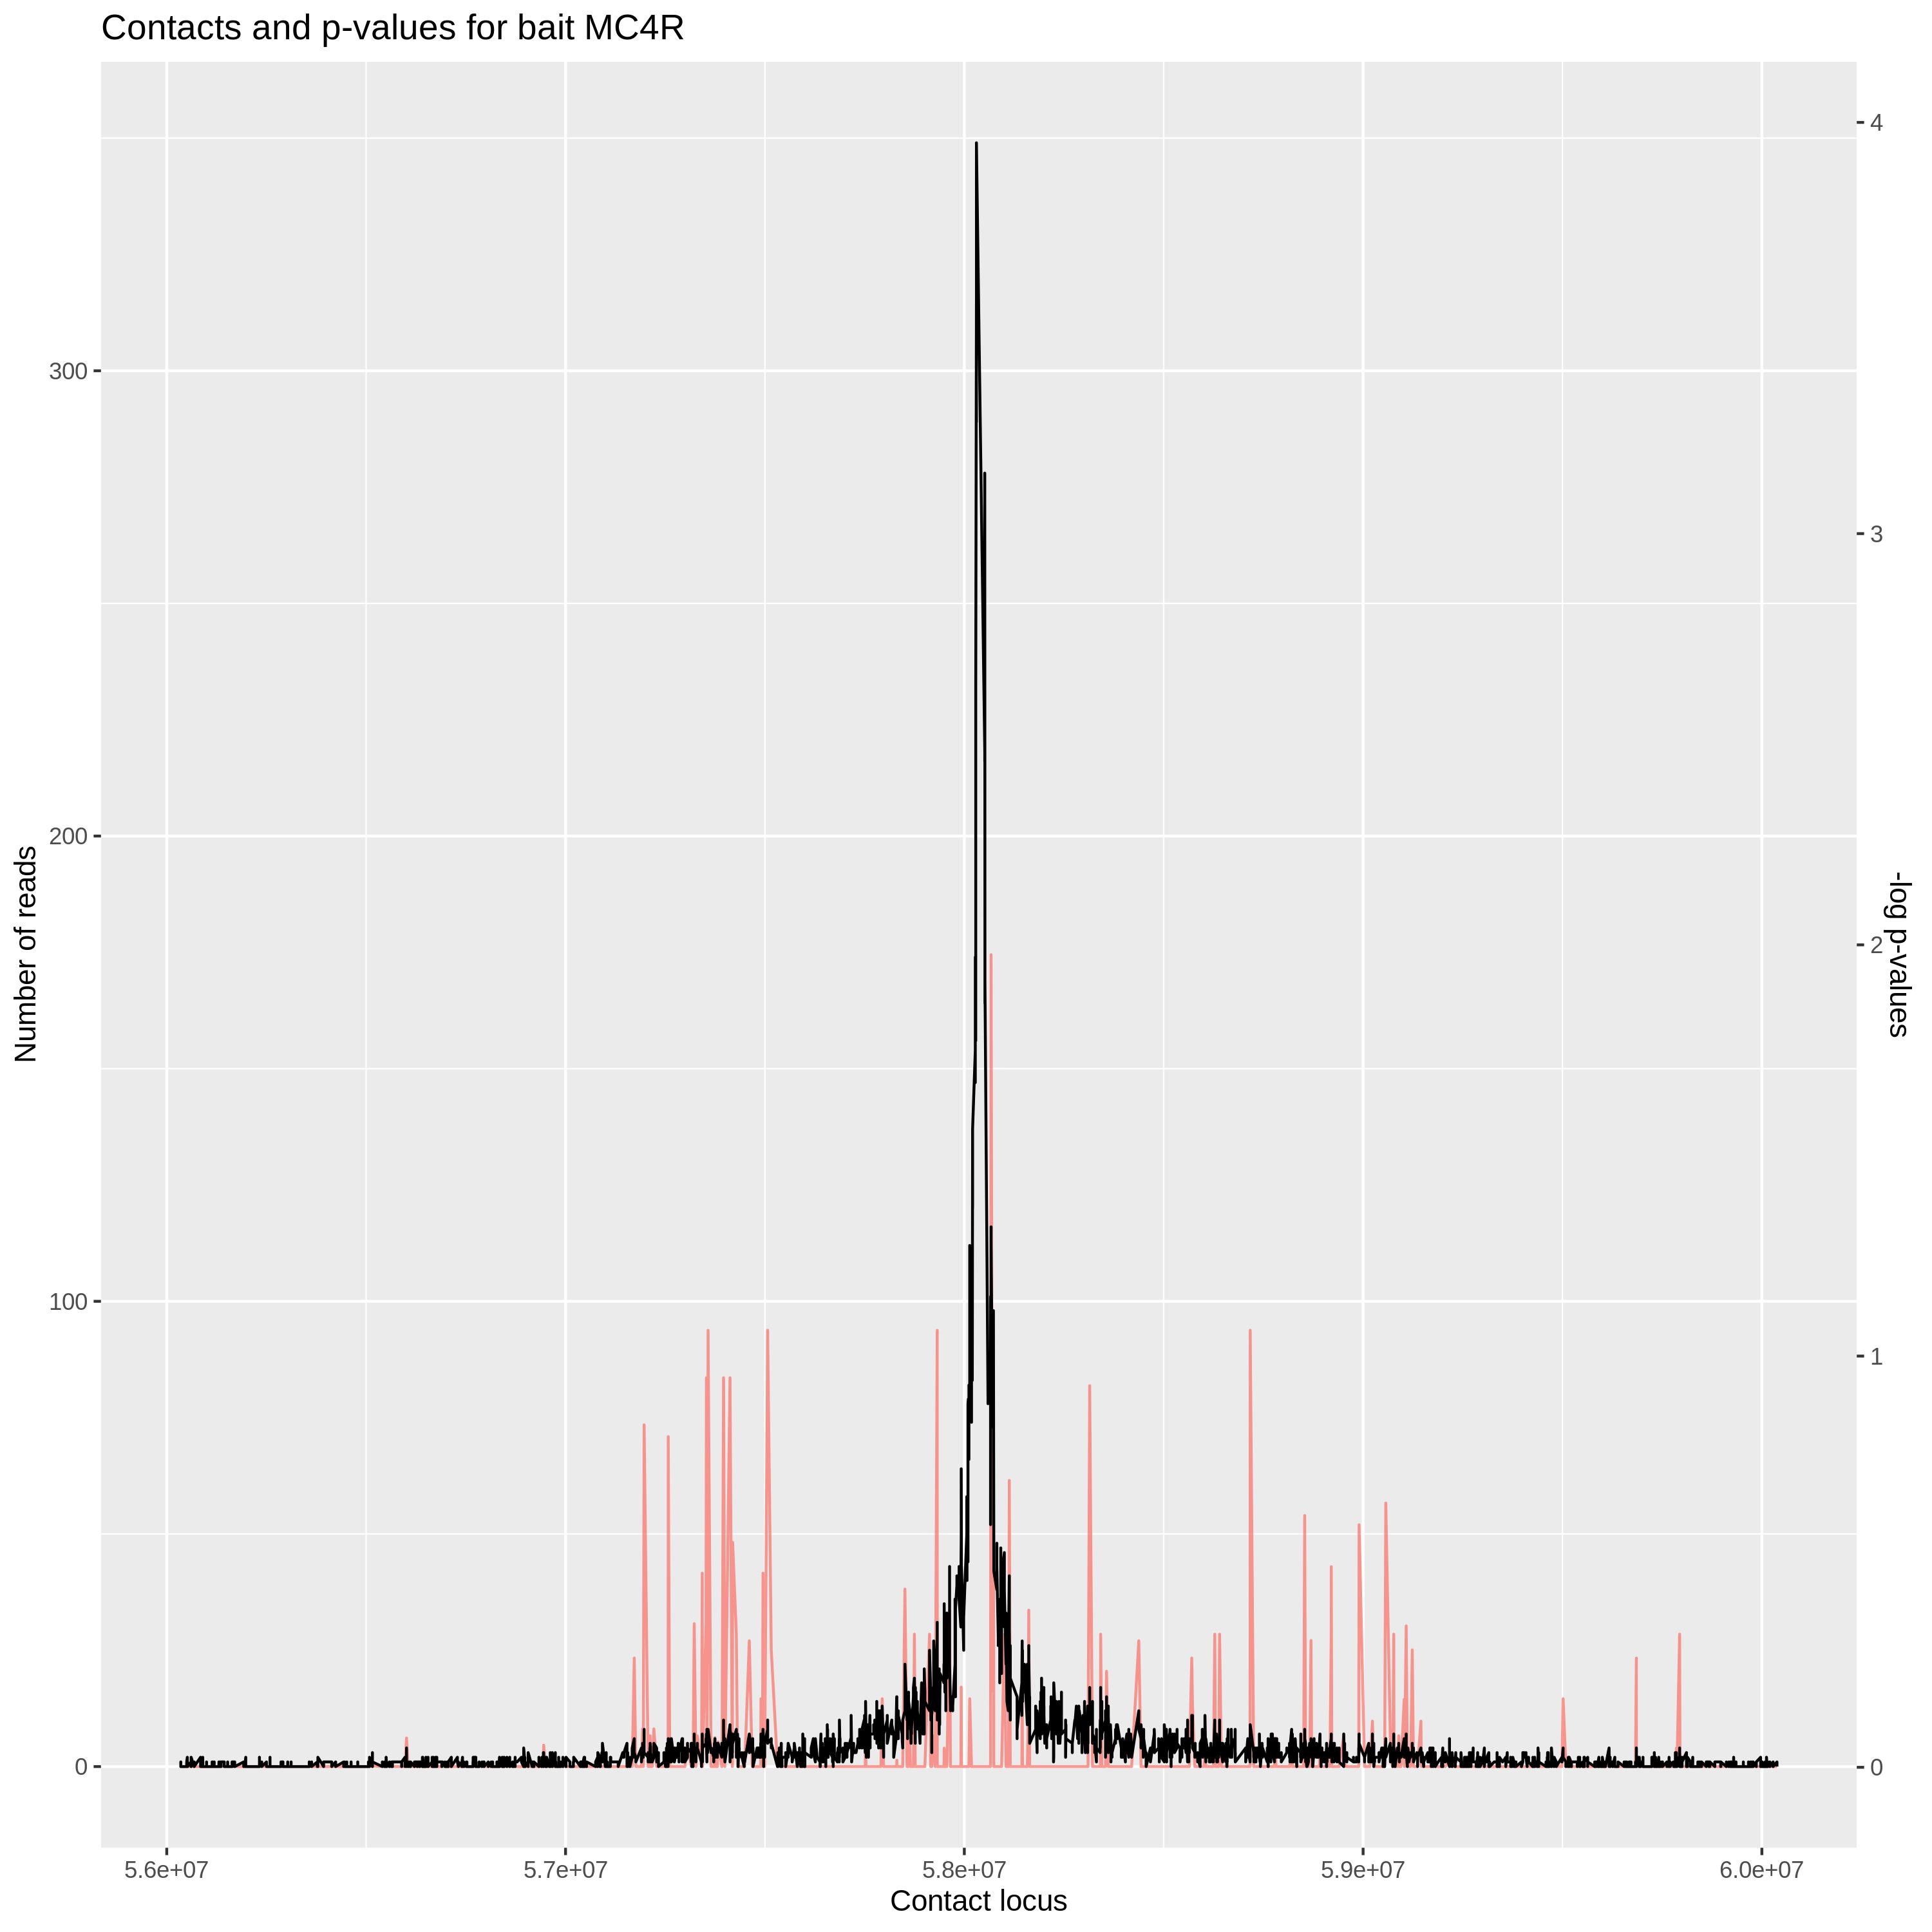 Contacts and p-values for bait MC4R
Number of reads
300
200
100
0
4
3
2
1
0
-log p-values
5.6e+07
5.7e+07
5.8e+07
5.9e+07
6.0e+07
Contact locus